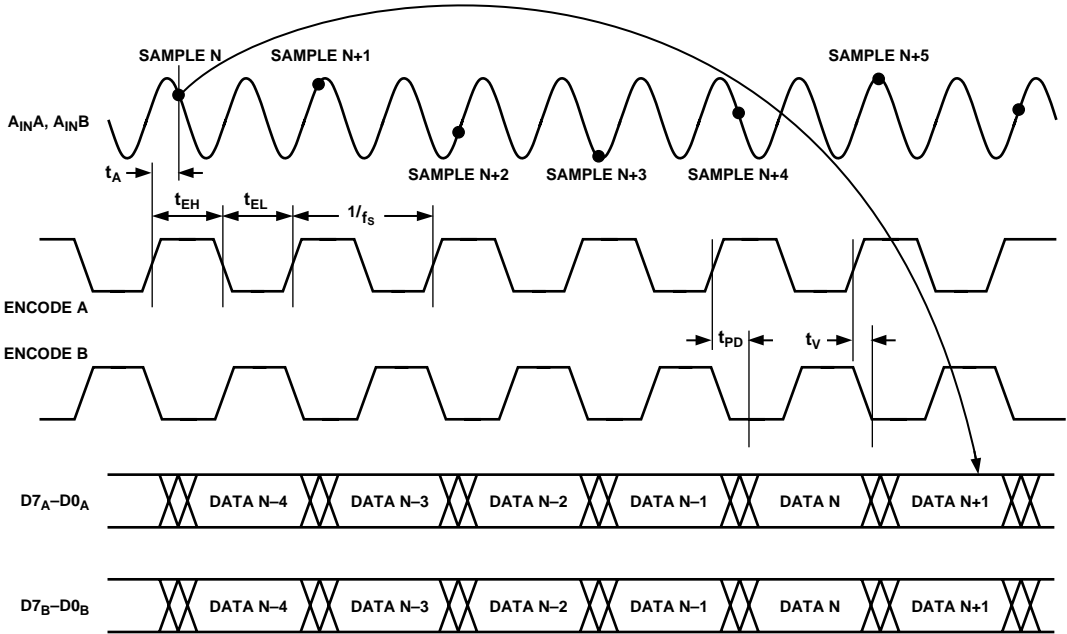 SAMPLE N
SAMPLE N+1
SAMPLE N+5
AINA, AINB
SAMPLE N+2
SAMPLE N+3
SAMPLE N+4
tA
tEH
tEL
1/fS
ENCODE A
ENCODE B
tPD
tV
D7A–D0A
DATA N–4
DATA N–3
DATA N–2
DATA N–1
DATA N
DATA N+1
D7B–D0B
DATA N–4
DATA N–3
DATA N–2
DATA N–1
DATA N
DATA N+1